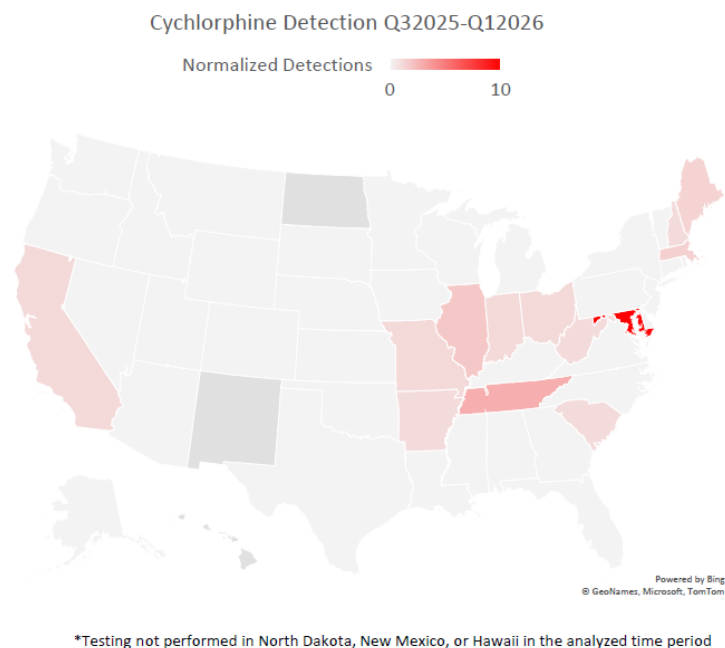 Cychlorphine Detection Q32025-Q12026
Normalized Detections
0 10
Powered by Bing
© GeoNames, Microsoft, TomTom
*Testing not performed in North Dakota, New Mexico, or Hawaii in the analyzed time period